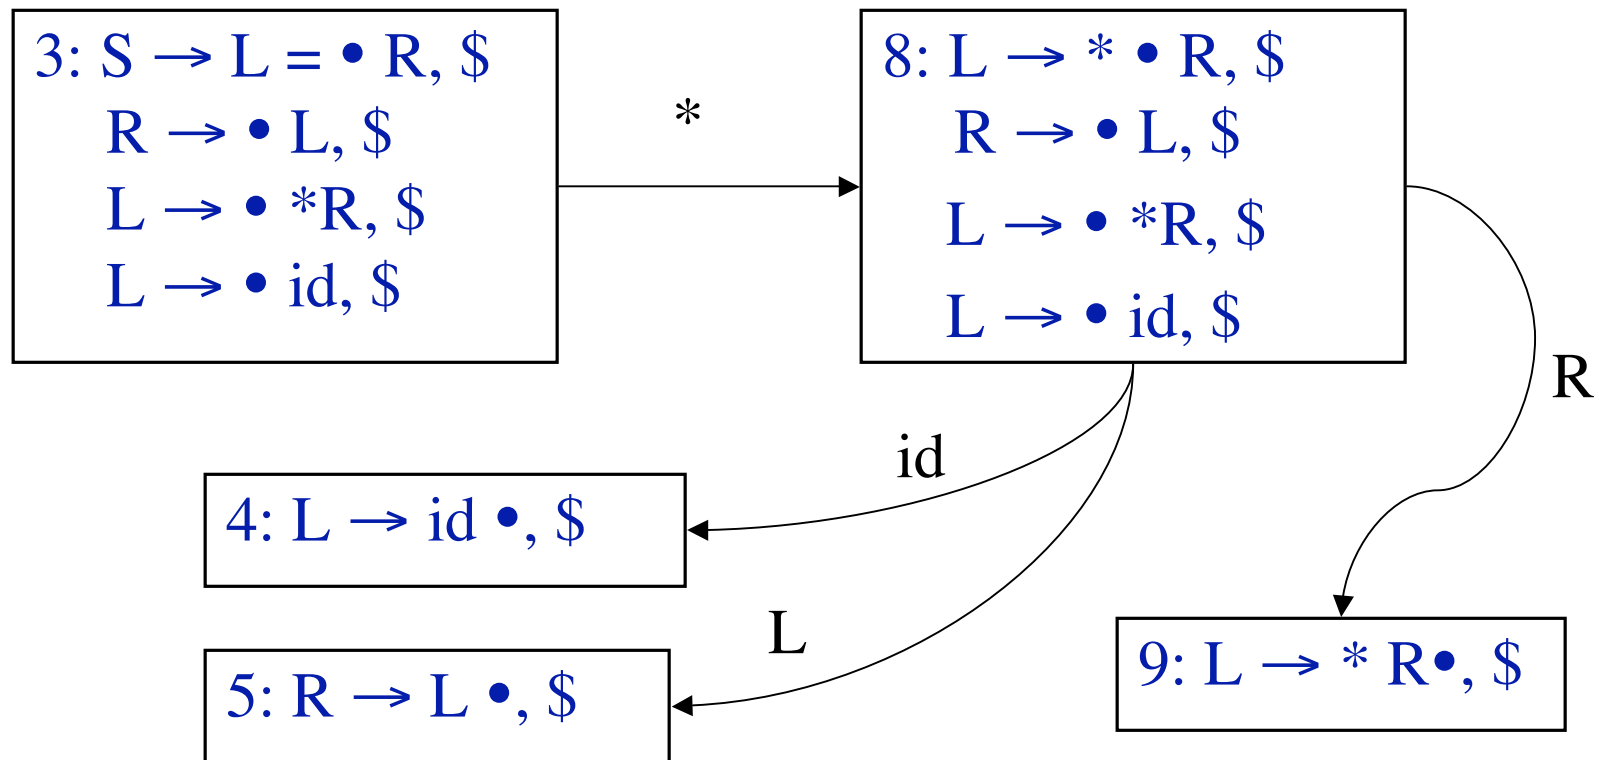 3: S → L = • R, $
R → • L, $
L → • *R, $
L → • id, $
*
8: L → * • R, $
R → • L, $
L → • *R, $
L → • id, $
R
id
4: L → id •, $
L
5: R → L •, $
9: L → * R•, $